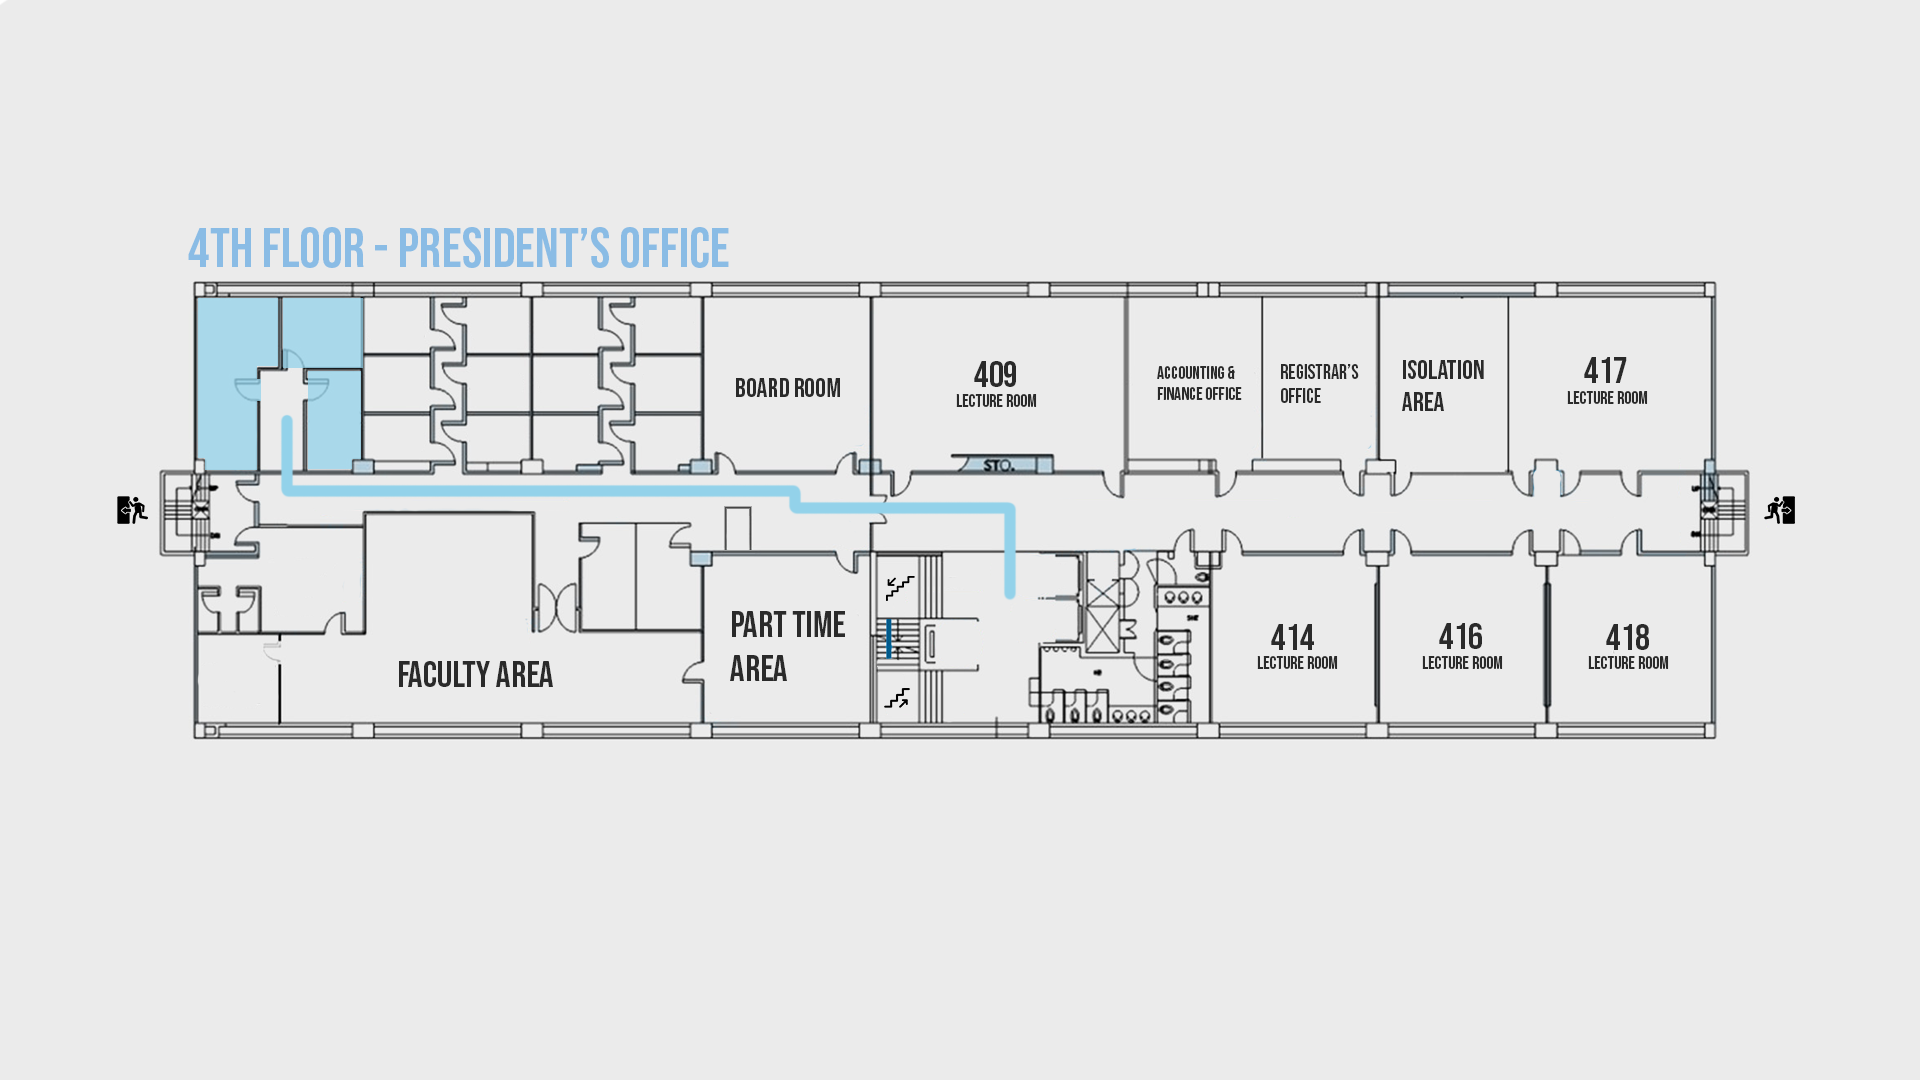 4TH FLOOR - PRESIDENT'S OFFICE
BOARD ROOM
409
LECTURE ROOM
STO.
ACCOUNTING &
FINANCE OFFICE
REGISTRAR'S
OFFICE
ISOLATION
AREA
417
LECTURE ROOM
FACULTY AREA
PART TIME
AREA
414
LECTURE ROOM
416
LECTURE ROOM
418
LECTURE ROOM